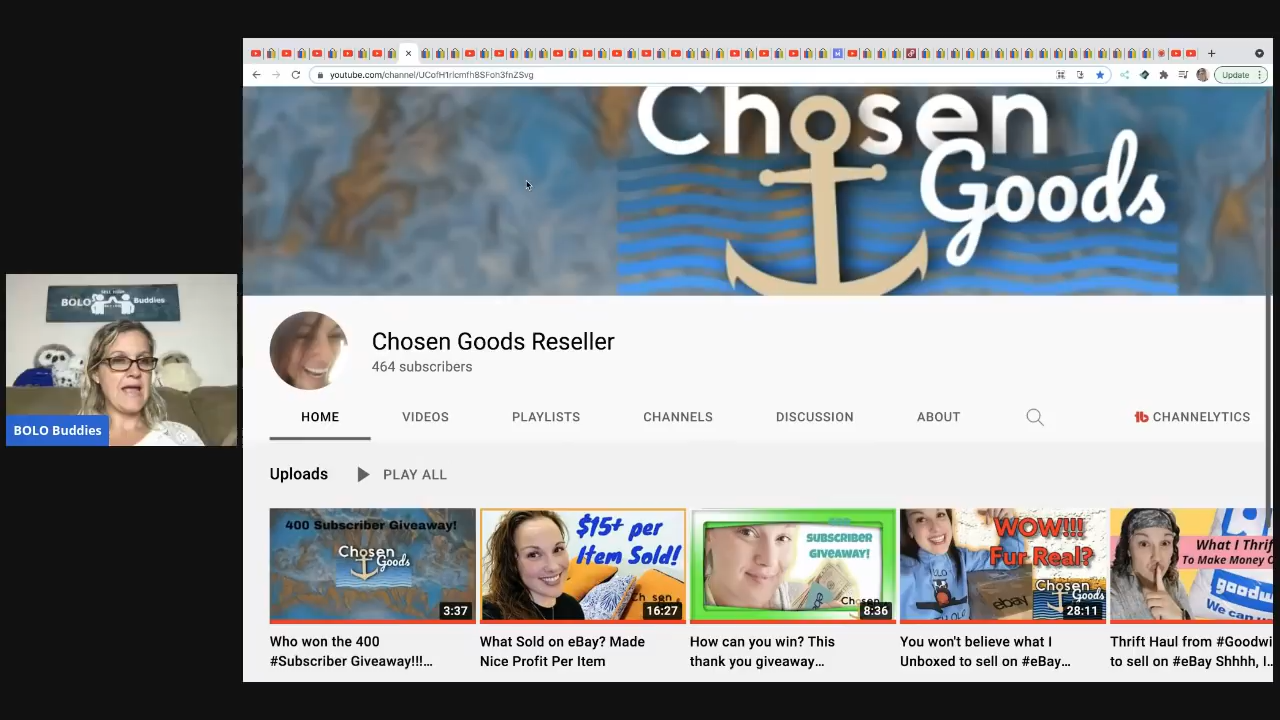 youtube.com/channel/UCofH1rlcmfh8SFoh3fnZSvg
Update
Chosen
Goods
BOLO Buddies
BOLO Buddies
Chosen Goods Reseller
464 subscribers
HOME VIDEOS PLAYLISTS CHANNELS DISCUSSION ABOUT CHANNELYTICS
Uploads PLAY ALL
400 Subscriber Giveaway!
Chosen
Goods
3:37
$15+ per
Item Sold!
16:27
SUBSCRIBER
GIVEAWAY!
8:36
WOW!!!
Fur Real?
ebay
Chosen
Goods
28:11
What I Thrif
To Make Money O
goodw
We can
Who won the 400
#Subscriber Giveaway!!!...
What Sold on eBay? Made
Nice Profit Per Item
How can you win? This
thank you giveaway...
You won't believe what I
Unboxed to sell on #eBay...
Thrift Haul from #Goodwi
to sell on #eBay Shhhh, I...